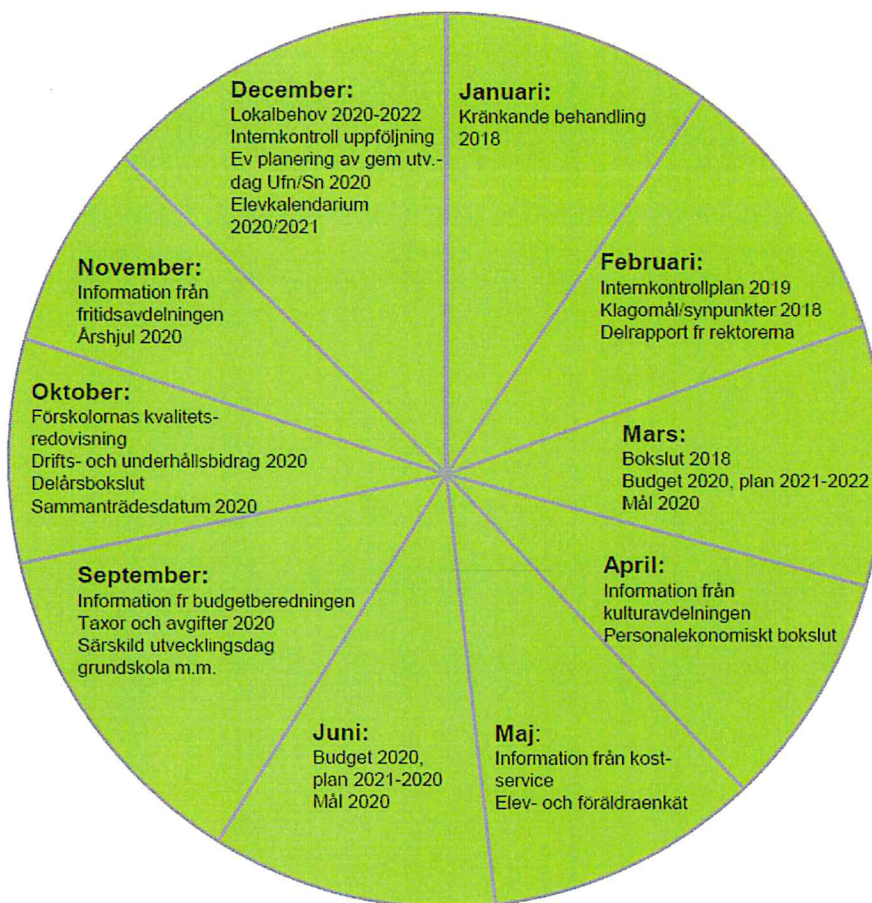 Januari:
Kränkande behandling
2018
Februari:
Internkontrollplan 2019
Klagomål/synpunkter 2018
Delrapport fr rektorerna
Mars:
Bokslut 2018
Budget 2020, plan 2021-2022
Mål 2020
April:
Information från
kulturavdelningen
Personalekonomiskt bokslut
Maj:
Information från kost-
service
Elev- och föräldraenkät
Juni:
Budget 2020,
plan 2021-2020
Mål 2020
September:
Information fr budgetberedningen
Taxor och avgifter 2020
Särskild utvecklingsdag
grundskola m.m.
Oktober:
Förskolornas kvalitets-
redovisning
Drifts- och underhållsbidrag 2020
Delårsbokslut
Sammanträdesdatum 2020
November:
Information från
fritidsavdelningen
Årshjul 2020
December:
Lokalbehov 2020-2022
Internkontroll uppföljning
Ev planering av gem utv.-
dag Ufn/Sn 2020
Elevkalendarium
2020/2021